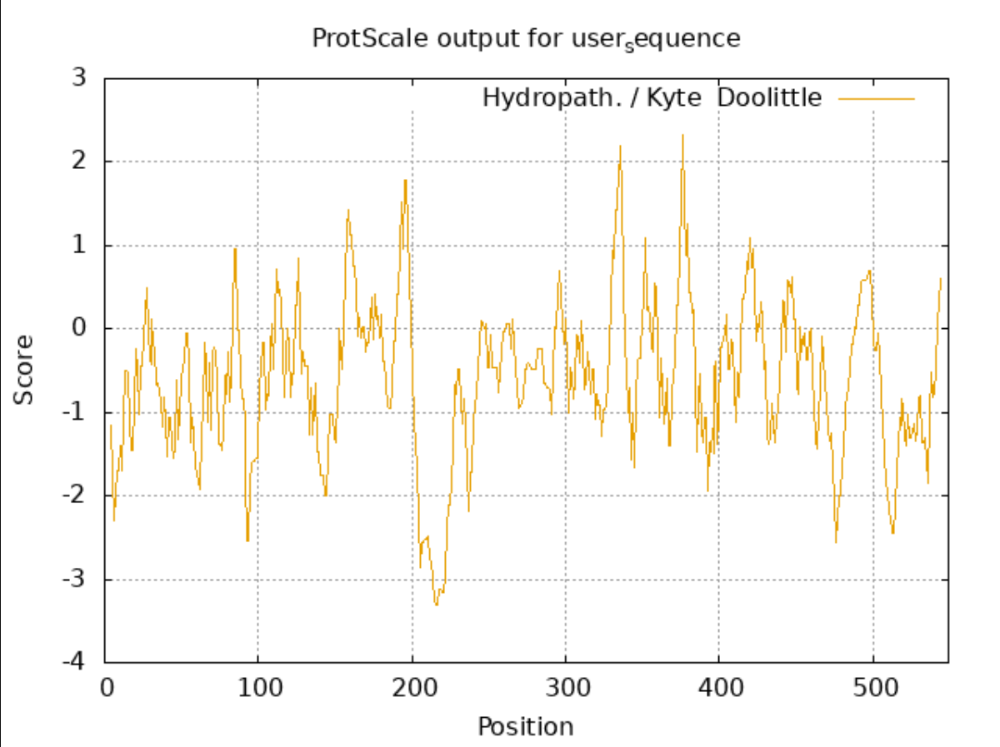 ProtScale output for user_sequence
Hydropath. / Kyte  Doolittle
3
2
1
0
-1
-2
-3
-4
Score
0 100 200 300 400 500
Position